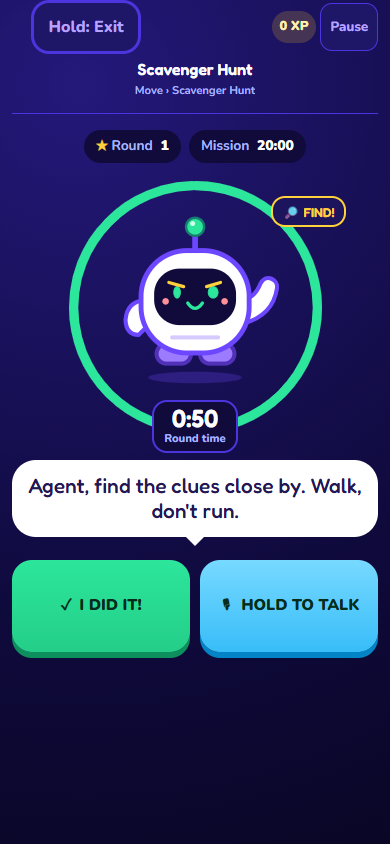 Hold: Exit
0 XP
Pause
Scavenger Hunt
Move › Scavenger Hunt
★ Round 1
Mission 20:00
FIND!
0:50
Round time
Agent, find the clues close by. Walk,
don't run.
✓ I DID IT!
HOLD TO TALK